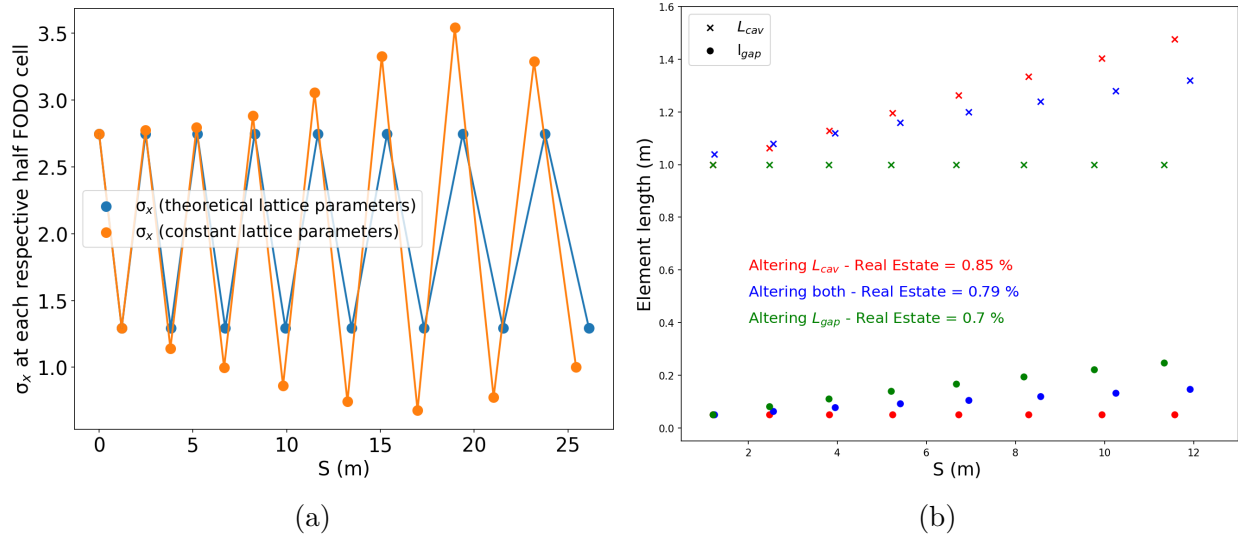 σx at each respective half FODO cell
3.5
3.0
2.5
2.0
1.5
1.0
σx (theoretical lattice parameters)
σx (constant lattice parameters)
0 5 10 15 20 25
S (m)
(a)
Element length (m)
1.6
1.4
1.2
1.0
0.8
0.6
0.4
0.2
0.0
Lcav
lgap
Altering Lcav - Real Estate = 0.85 %
Altering both - Real Estate = 0.79 %
Altering Lgap - Real Estate = 0.7 %
2 4 6 8 10 12
S (m)
(b)